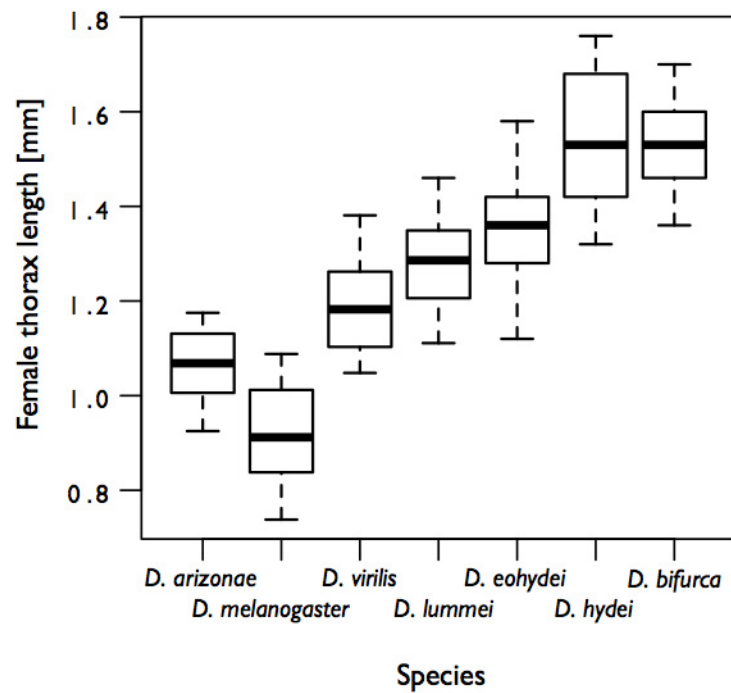 Female thorax length [mm]
1.8
1.6
1.4
1.2
1.0
0.8
D. arizonae D. virilis D. eohydei D. bifurca
D. melanogaster D. lummei D. hydei
Species